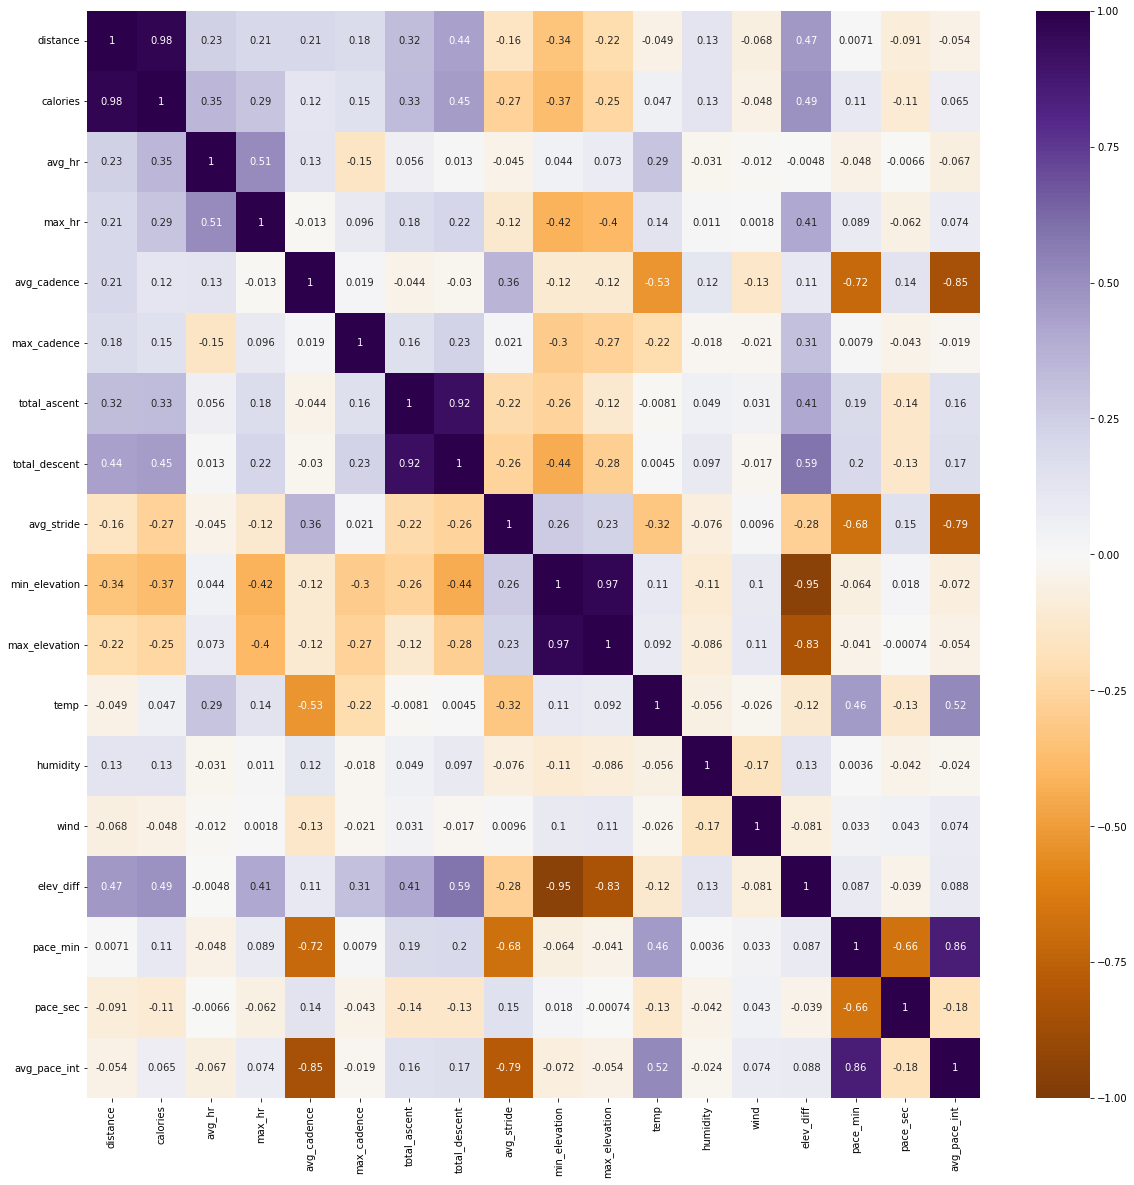 distance 1 0.98 0.23 0.21 0.21 0.18 0.32 0.44 -0.16 -0.34 -0.22 -0.049 0.13 -0.068 0.47 0.0071 -0.091 -0.054
calories 0.98 1 0.35 0.29 0.12 0.15 0.33 0.45 -0.27 -0.37 -0.25 0.047 0.13 -0.048 0.49 0.11 -0.11 0.065
avg_hr 0.23 0.35 1 0.51 0.13 -0.15 0.056 0.013 -0.045 0.044 0.073 0.29 -0.031 -0.012 -0.0048 -0.048 -0.0066 -0.067
max_hr 0.21 0.29 0.51 1 -0.013 0.096 0.18 0.22 -0.12 -0.42 -0.4 0.14 0.011 0.0018 0.41 0.089 -0.062 0.074
avg_cadence 0.21 0.12 0.13 -0.013 1 0.019 -0.044 -0.03 0.36 -0.12 -0.12 -0.53 0.12 -0.13 0.11 -0.72 0.14 -0.85
max_cadence 0.18 0.15 -0.15 0.096 0.019 1 0.16 0.23 0.021 -0.3 -0.27 -0.22 -0.018 -0.021 0.31 0.0079 -0.043 -0.019
total_ascent 0.32 0.33 0.056 0.18 -0.044 0.16 1 0.92 -0.22 -0.26 -0.12 -0.0081 0.049 0.031 0.41 0.19 -0.14 0.16
total_descent 0.44 0.45 0.013 0.22 -0.03 0.23 0.92 1 -0.26 -0.44 -0.28 0.0045 0.097 -0.017 0.59 0.2 -0.13 0.17
avg_stride -0.16 -0.27 -0.045 -0.12 0.36 0.021 -0.22 -0.26 1 0.26 0.23 -0.32 -0.076 0.0096 -0.28 -0.68 0.15 -0.79
min_elevation -0.34 -0.37 0.044 -0.42 -0.12 -0.3 -0.26 -0.44 0.26 1 0.97 0.11 -0.11 0.1 -0.95 -0.064 0.018 -0.072
max_elevation -0.22 -0.25 0.073 -0.4 -0.12 -0.27 -0.12 -0.28 0.23 0.97 1 0.092 -0.086 0.11 -0.83 -0.041 -0.00074 -0.054
temp -0.049 0.047 0.29 0.14 -0.53 -0.22 -0.0081 0.0045 -0.32 0.11 0.092 1 -0.056 -0.026 -0.12 0.46 -0.13 0.52
humidity 0.13 0.13 -0.031 0.011 0.12 -0.018 0.049 0.097 -0.076 -0.11 -0.086 -0.056 1 -0.17 0.13 0.0036 -0.042 -0.024
wind -0.068 -0.048 -0.012 0.0018 -0.13 -0.021 0.031 -0.017 0.0096 0.1 0.11 -0.026 -0.17 1 -0.081 0.033 0.043 0.074
elev_diff 0.47 0.49 -0.0048 0.41 0.11 0.31 0.41 0.59 -0.28 -0.95 -0.83 -0.12 0.13 -0.081 1 0.087 -0.039 0.088
pace_min 0.0071 0.11 -0.048 0.089 -0.72 0.0079 0.19 0.2 -0.68 -0.064 -0.041 0.46 0.0036 0.033 0.087 1 -0.66 0.86
pace_sec -0.091 -0.11 -0.0066 -0.062 0.14 -0.043 -0.14 -0.13 0.15 0.018 -0.00074 -0.13 -0.042 0.043 -0.039 -0.66 1 -0.18
avg_pace_int -0.054 0.065 -0.067 0.074 -0.85 -0.019 0.16 0.17 -0.79 -0.072 -0.054 0.52 -0.024 0.074 0.088 0.86 -0.18 1
distance calories avg_hr max_hr avg_cadence max_cadence total_ascent total_descent avg_stride min_elevation max_elevation temp humidity wind elev_diff pace_min pace_sec avg_pace_int
1.00
0.75
0.50
0.25
0.00
-0.25
-0.50
-0.75
-1.00